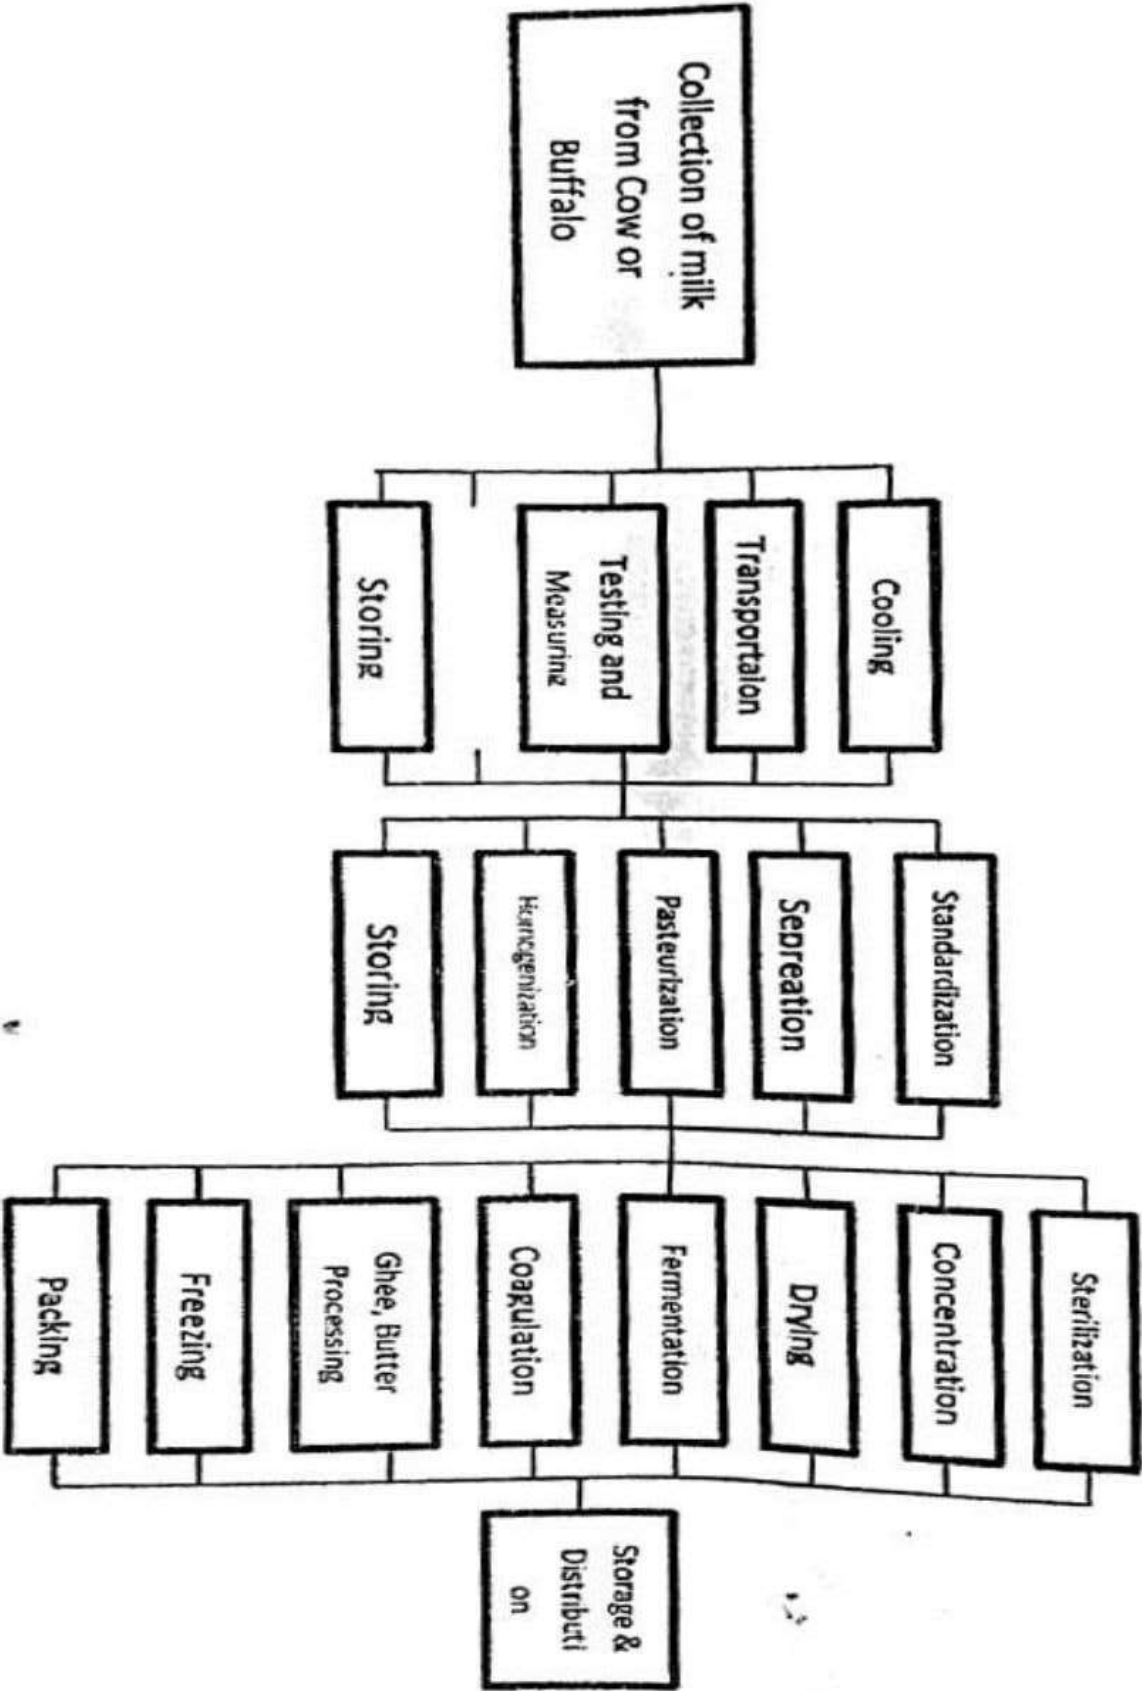 Collection of milk
from Cow or
Buffalo
Cooling
Transportaion
Testing and
Measuring
Storing
Standardization
Sepreation
Pasteurization
Homogenization
Storing
Sterilization
Concentration
Drying
Fermentation
Coagulation
Ghee, Butter
Processing
Freezing
Packing
Storage &
Distributi
on